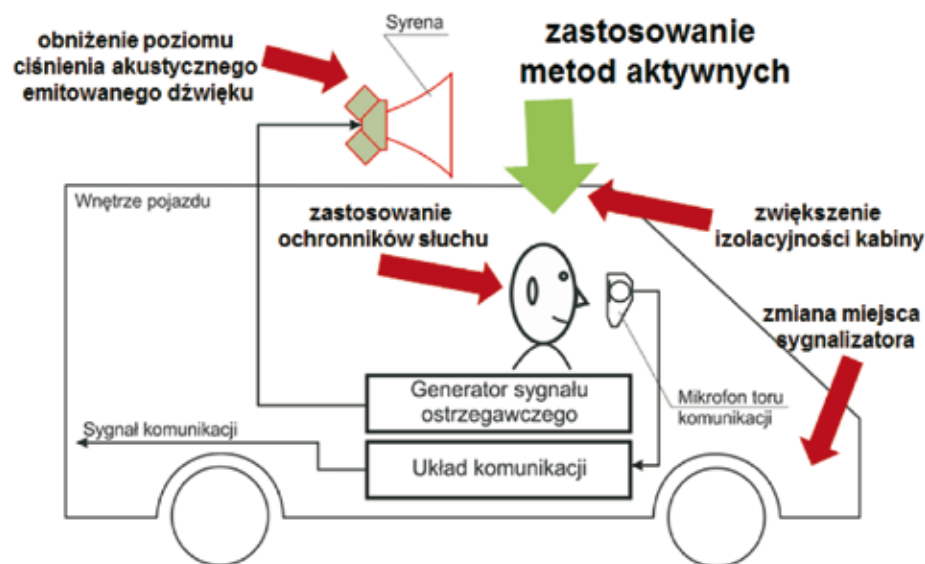 obniżenie poziomu
ciśnienia akustycznego
emitowanego dźwięku
Syrena
zastosowanie
metod aktywnych
Wnętrze pojazdu
zastosowanie
ochronników słuchu
zwiększenie
izolacyjności kabiny
zmiana miejsca
sygnalizatora
Generator sygnału
ostrzegawczego
Mikrofon toru
komunikacji
Sygnał komunikacji
Układ komunikacji